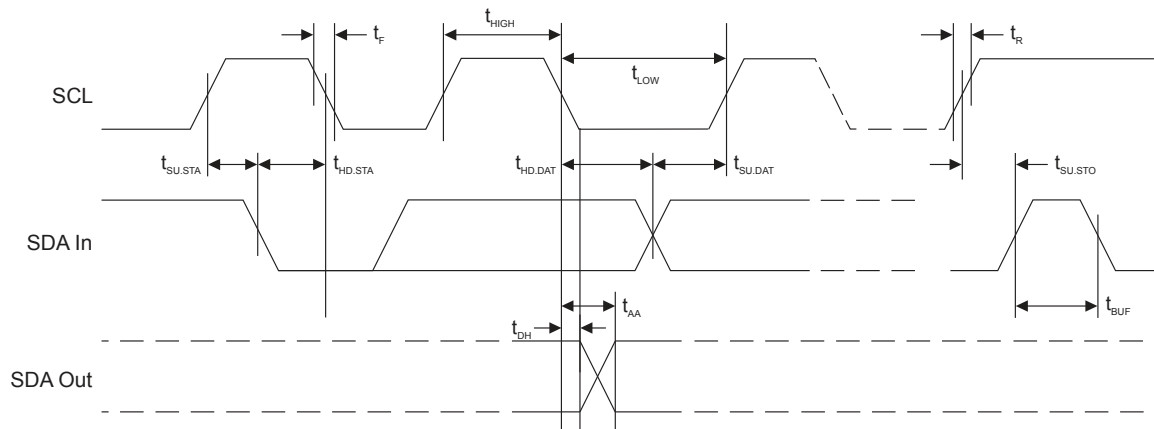 t_HIGH
t_F
t_R
t_LOW
SCL
t_SU.STA
t_HD.STA
t_HD.DAT
t_SU.DAT
t_SU.STO
SDA In
t_AA
t_BUF
t_DH
SDA Out